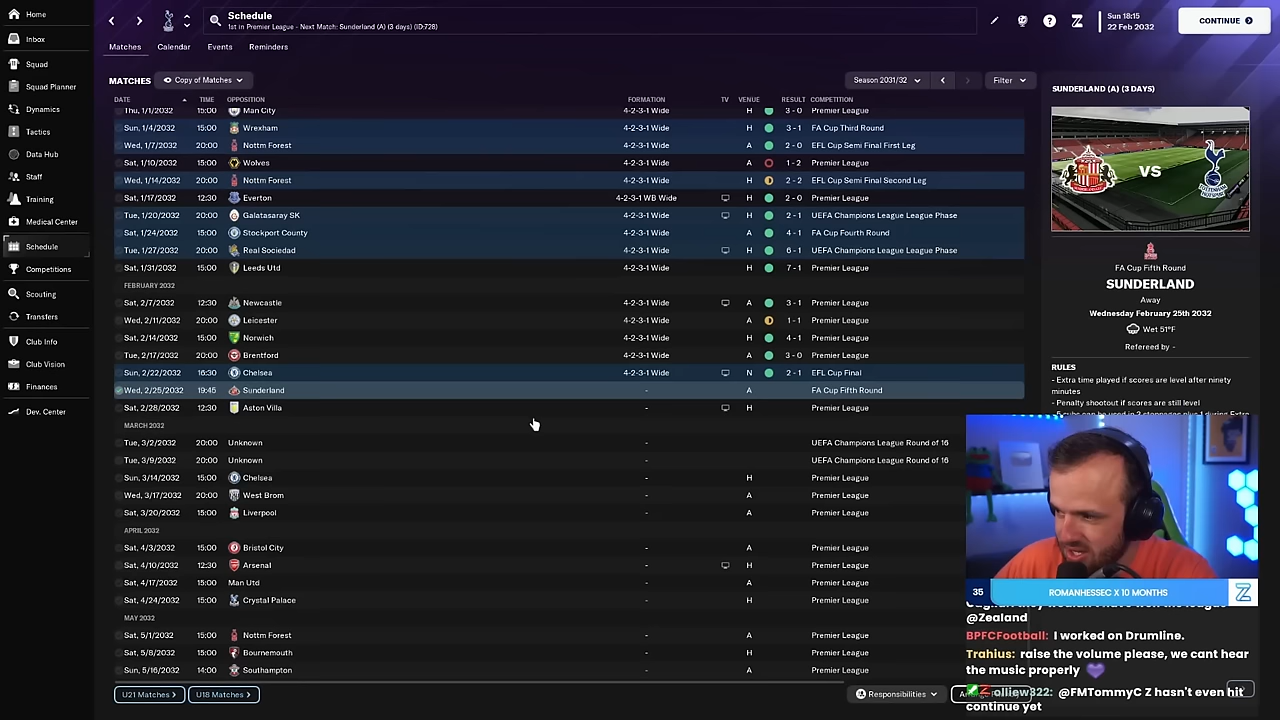 Home
Inbox
Squad
Squad Planner
Dynamics
Tactics
Data Hub
Staff
Training
Medical Center
Schedule
Competitions
Scouting
Transfers
Club Info
Club Vision
Finances
Dev. Center
Schedule
1st in Premier League - Next Match: Sunderland (A) (3 days) (ID:728)
Sun 18:15
22 Feb 2032
CONTINUE
Matches Calendar Events Reminders
MATCHES Copy of Matches Season 2031/32 Filter
DATE TIME OPPOSITION FORMATION TV VENUE RESULT COMPETITION
Thu, 1/1/2032 15:00 Man City 4-2-3-1 Wide H 3 - 0 Premier League
Sun, 1/4/2032 15:00 Wrexham 4-2-3-1 Wide H 3 - 1 FA Cup Third Round
Wed, 1/7/2032 20:00 Nottm Forest 4-2-3-1 Wide H 2 - 0 EFL Cup Semi Final First Leg
Sat, 1/10/2032 15:00 Wolves 4-2-3-1 Wide A 1 - 2 Premier League
Wed, 1/14/2032 20:00 Nottm Forest 4-2-3-1 Wide A 2 - 2 EFL Cup Semi Final Second Leg
Sat, 1/17/2032 12:30 Everton 4-2-3-1 WB Wide H 2 - 0 Premier League
Tue, 1/20/2032 20:00 Galatasaray SK 4-2-3-1 Wide H 2 - 1 UEFA Champions League League Phase
Sat, 1/24/2032 15:00 Stockport County 4-2-3-1 Wide A 4 - 1 FA Cup Fourth Round
Tue, 1/27/2032 20:00 Real Sociedad 4-2-3-1 Wide H 6 - 1 UEFA Champions League League Phase
Sat, 1/31/2032 15:00 Leeds Utd 4-2-3-1 Wide H 7 - 1 Premier League
FEBRUARY 2032
Sat, 2/7/2032 12:30 Newcastle 4-2-3-1 Wide A 3 - 1 Premier League
Wed, 2/11/2032 20:00 Leicester 4-2-3-1 Wide A 1 - 1 Premier League
Sat, 2/14/2032 15:00 Norwich 4-2-3-1 Wide H 4 - 1 Premier League
Tue, 2/17/2032 20:00 Brentford 4-2-3-1 Wide A 3 - 0 Premier League
Sun, 2/22/2032 16:30 Chelsea 4-2-3-1 Wide N 2 - 1 EFL Cup Final
Wed, 2/25/2032 19:45 Sunderland - A FA Cup Fifth Round
Sat, 2/28/2032 12:30 Aston Villa - H Premier League
MARCH 2032
Tue, 3/2/2032 20:00 Unknown - UEFA Champions League Round of 16
Tue, 3/9/2032 20:00 Unknown - UEFA Champions League Round of 16
Sun, 3/14/2032 15:00 Chelsea - H Premier League
Wed, 3/17/2032 20:00 West Brom - A Premier League
Sat, 3/20/2032 15:00 Liverpool - A Premier League
APRIL 2032
Sat, 4/3/2032 15:00 Bristol City - A Premier League
Sat, 4/10/2032 12:30 Arsenal - H Premier League
Sat, 4/17/2032 15:00 Man Utd - A Premier League
Sat, 4/24/2032 15:00 Crystal Palace - H Premier League
MAY 2032
Sat, 5/1/2032 15:00 Nottm Forest - A Premier League
Sat, 5/8/2032 15:00 Bournemouth - H Premier League
Sun, 5/16/2032 14:00 Southampton - A Premier League
U21 Matches U18 Matches Responsibilities
SUNDERLAND (A) (3 DAYS)
VS
FA Cup Fifth Round
SUNDERLAND
Away
Wednesday February 25th 2032
Wet 51°F
Refereed by -
RULES
- Extra time played if scores are level after ninety
minutes
- Penalty shootout if scores are still level
35 ROMANHESSEC X 10 MONTHS
@Zealand
BPFCFootball: I worked on Drumline.
Trahius: raise the volume please, we cant hear
the music properly
olliew322: @FMTommyC Z hasn't even hit
continue yet